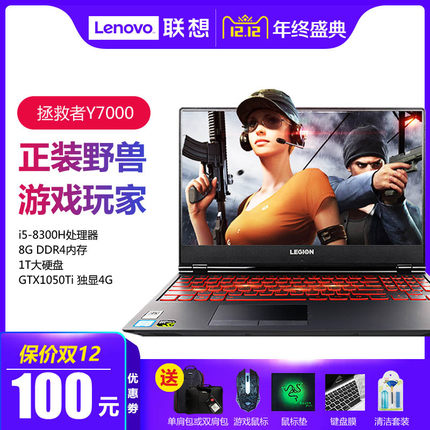 Lenovo 联想 12.12 年终盛典
拯救者Y7000
正装野兽
游戏玩家
i5-8300H处理器
8G DDR4内存
1T大硬盘
GTX1050Ti 独显4G
LEGION
保价双12
100元
优惠券
送
单肩包或双肩包 游戏鼠标 鼠标垫 键盘膜 清洁套装